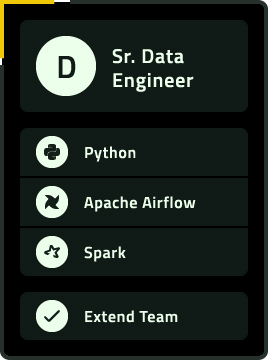 D
Sr. Data
Engineer
Python
Apache Airflow
Spark
Extend Team